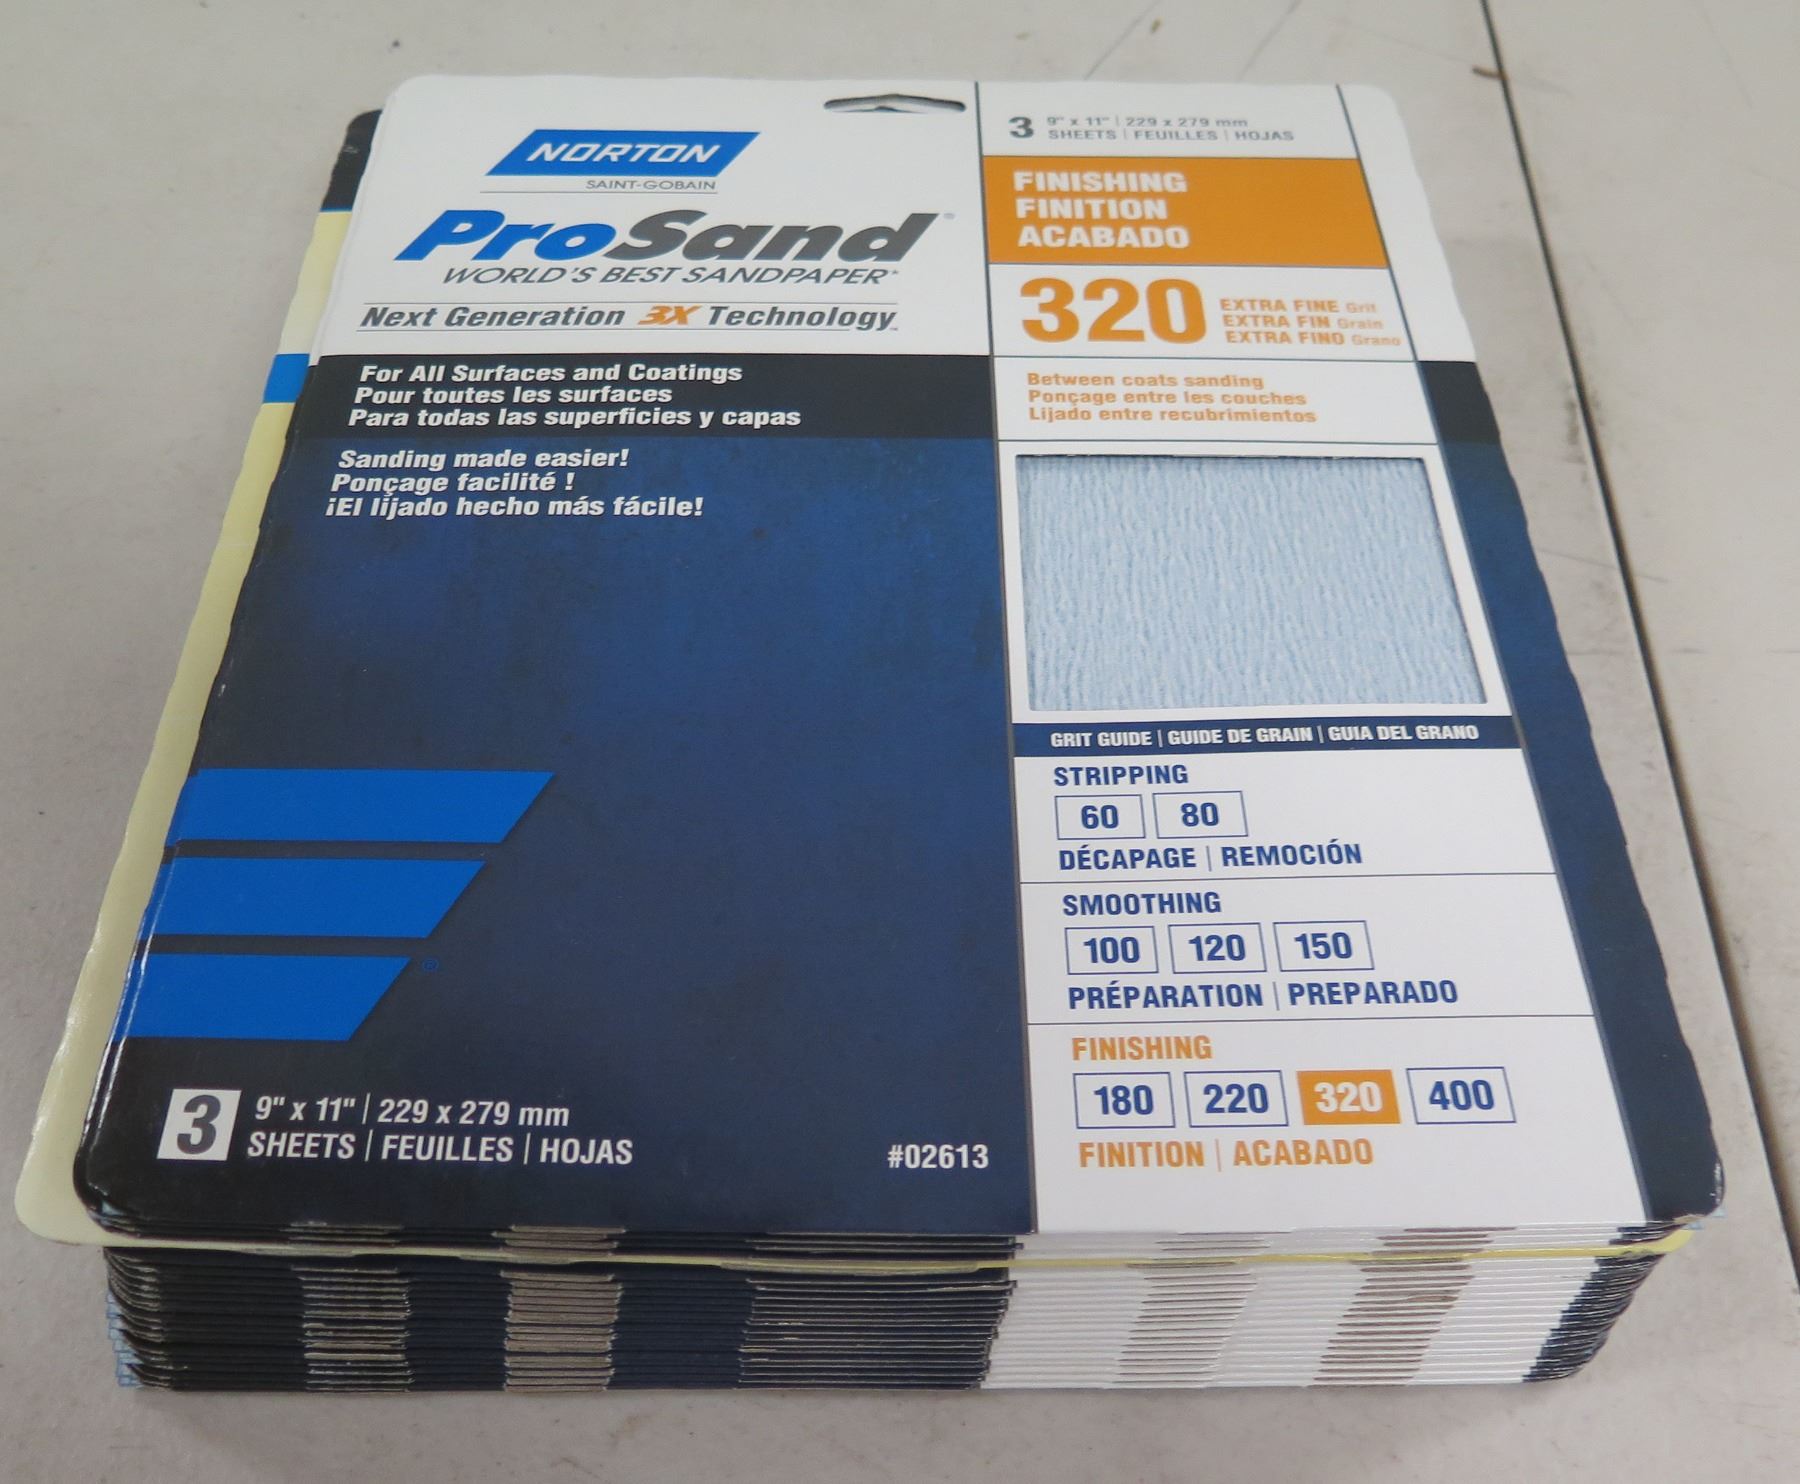 NORTON
SAINT-GOBAIN
ProSand®
WORLD'S BEST SANDPAPER*
Next Generation 3X Technology™
For All Surfaces and Coatings
Pour toutes les surfaces
Para todas las superficies y capas
Sanding made easier!
Ponçage facilité !
¡El lijado hecho más fácile!
®
3
9" x 11" | 229 x 279 mm
SHEETS | FEUILLES | HOJAS
#02613
3
9" x 11" | 229 x 279 mm
SHEETS | FEUILLES | HOJAS
FINISHING
FINITION
ACABADO
320
EXTRA FINE Grit
EXTRA FIN Grain
EXTRA FINO Grano
Between coats sanding
Ponçage entre les couches
Lijado entre recubrimientos
GRIT GUIDE | GUIDE DE GRAIN | GUIA DEL GRANO
STRIPPING
60 80
DÉCAPAGE | REMOCIÓN
SMOOTHING
100 120 150
PRÉPARATION | PREPARADO
FINISHING
180 220 320 400
FINITION | ACABADO